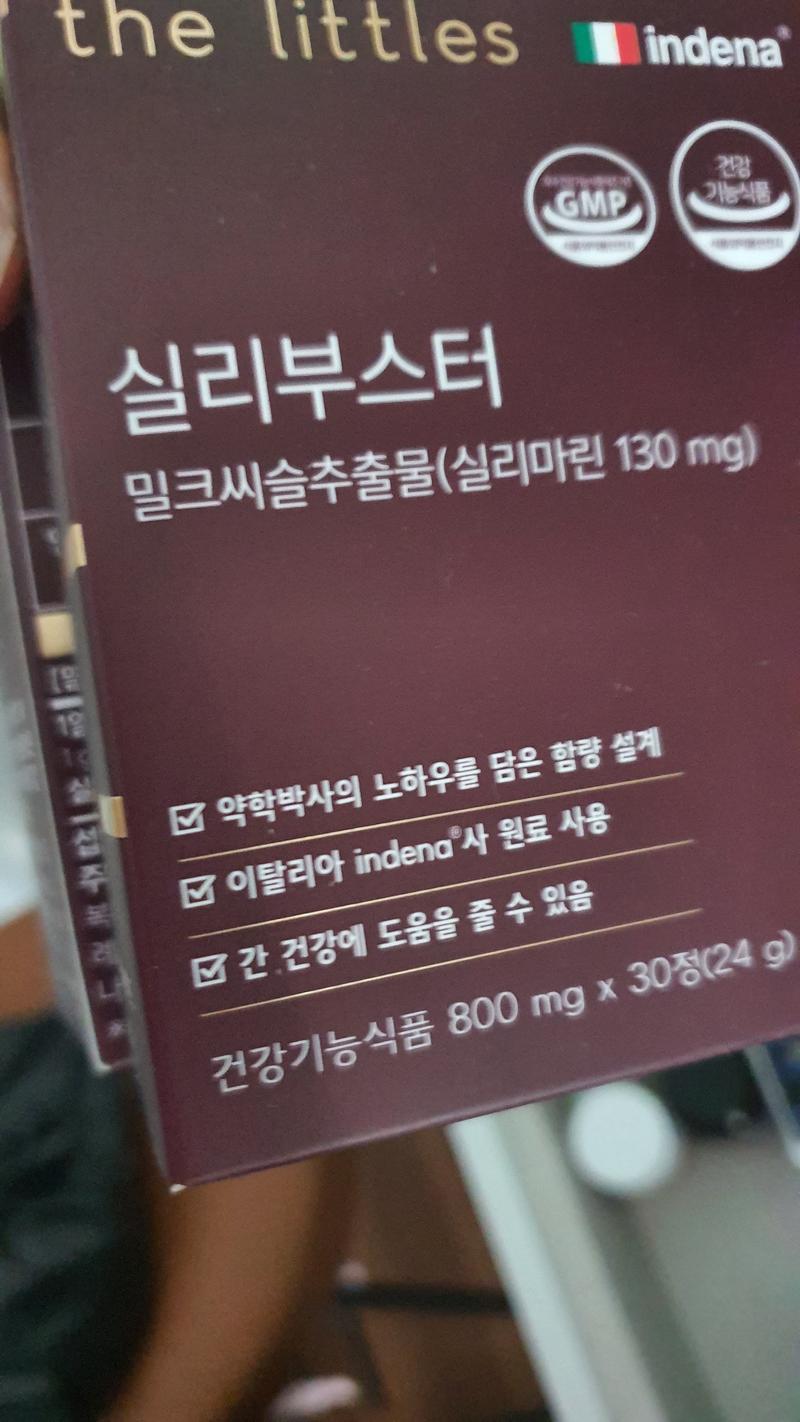 the littles
indena®
GMP
건강
기능식품
실리부스터
밀크씨슬추출물(실리마린 130 mg)
약학박사의 노하우를 담은 함량 설계
이탈리아 indena®사 원료 사용
간 건강에 도움을 줄 수 있음
건강기능식품 800 mg x 30정(24 g)